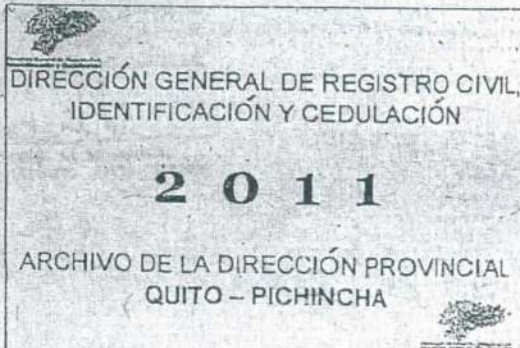 DIRECCIÓN GENERAL DE REGISTRO CIVIL,
IDENTIFICACIÓN Y CEDULACIÓN
2 0 1 1
ARCHIVO DE LA DIRECCIÓN PROVINCIAL
QUITO – PICHINCHA